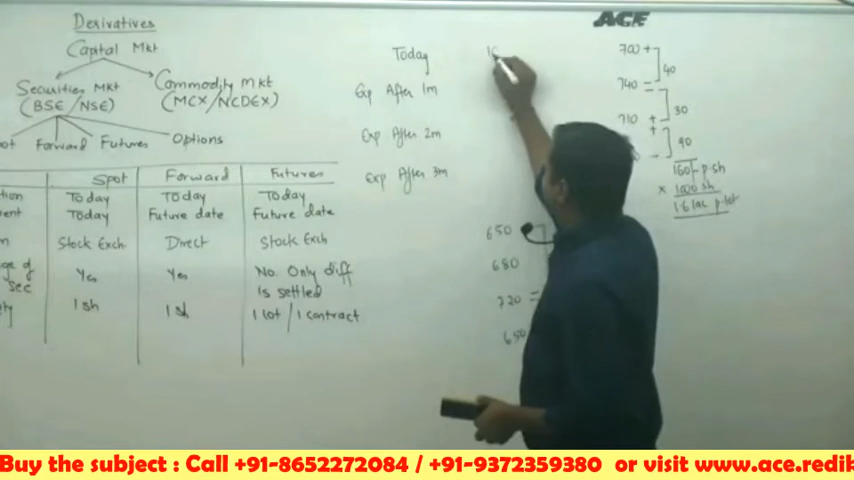 Derivatives
Capital Mkt
Securities Mkt
(BSE / NSE)
Commodity Mkt
(MCX / NCDEX)
Forward Futures Options
Spot Forward Futures
Today Today Today
Today Future date Future date
Stock Exch Direct Stock Exch
Yes Yes No. Only diff
is settled
sec
1 sh 1 sh 1 lot / 1 contract
Today
Exp After 1m
Exp After 2m
Exp After 3m
650
680
720 =
650
ACE
700 +
40
740 =
30
710 +
+
90
-
160/- p.sh
x 1000 sh
1.6 lac p.lot
Buy the subject : Call +91-8652272084 / +91-9372359380 or visit www.ace.redik